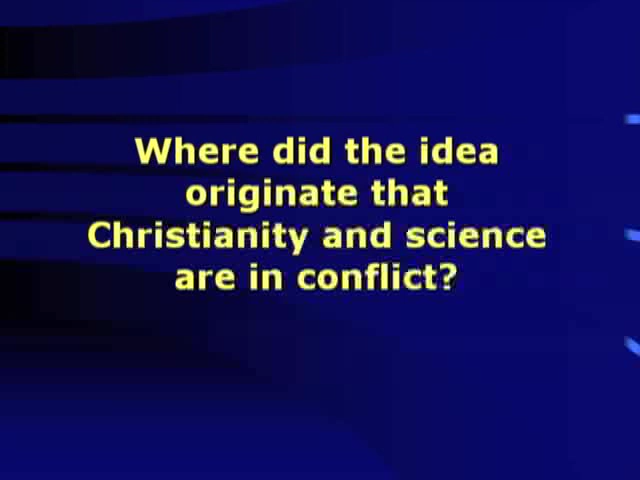 Where did the idea
originate that
Christianity and science
are in conflict?